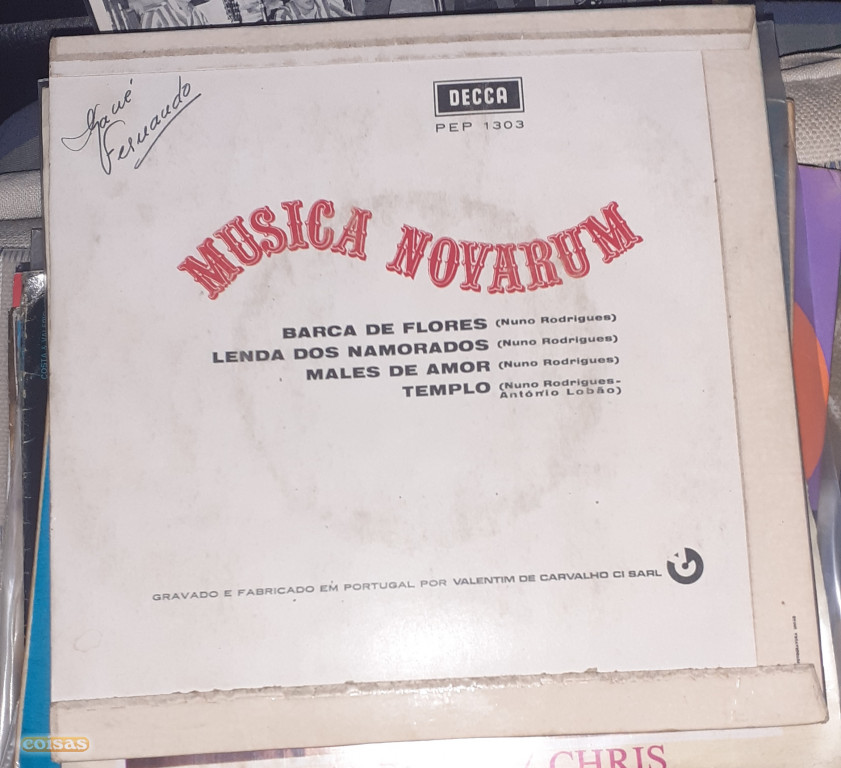 Fernando
DECCA
PEP 1303
MUSICA NOVARUM
BARCA DE FLORES (Nuno Rodrigues)
LENDA DOS NAMORADOS (Nuno Rodrigues)
MALES DE AMOR (Nuno Rodrigues)
TEMPLO (Nuno Rodrigues-
António Lobão)
GRAVADO E FABRICADO EM PORTUGAL POR VALENTIM DE CARVALHO CI SARL
coisas
CHRIS